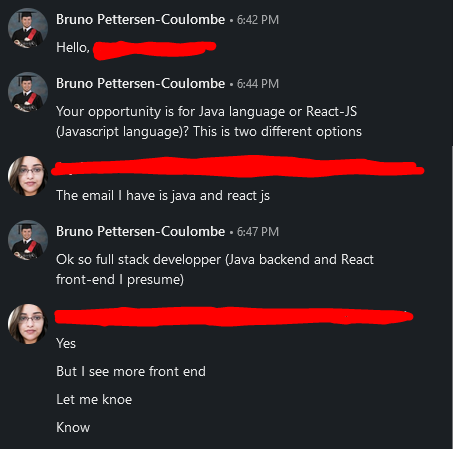 Bruno Pettersen-Coulombe • 6:42 PM
Hello,
Bruno Pettersen-Coulombe • 6:44 PM
Your opportunity is for Java language or React-JS
(Javascript language)? This is two different options
The email I have is java and react js
Bruno Pettersen-Coulombe • 6:47 PM
Ok so full stack developper (Java backend and React
front-end I presume)
Yes
But I see more front end
Let me knoe
Know